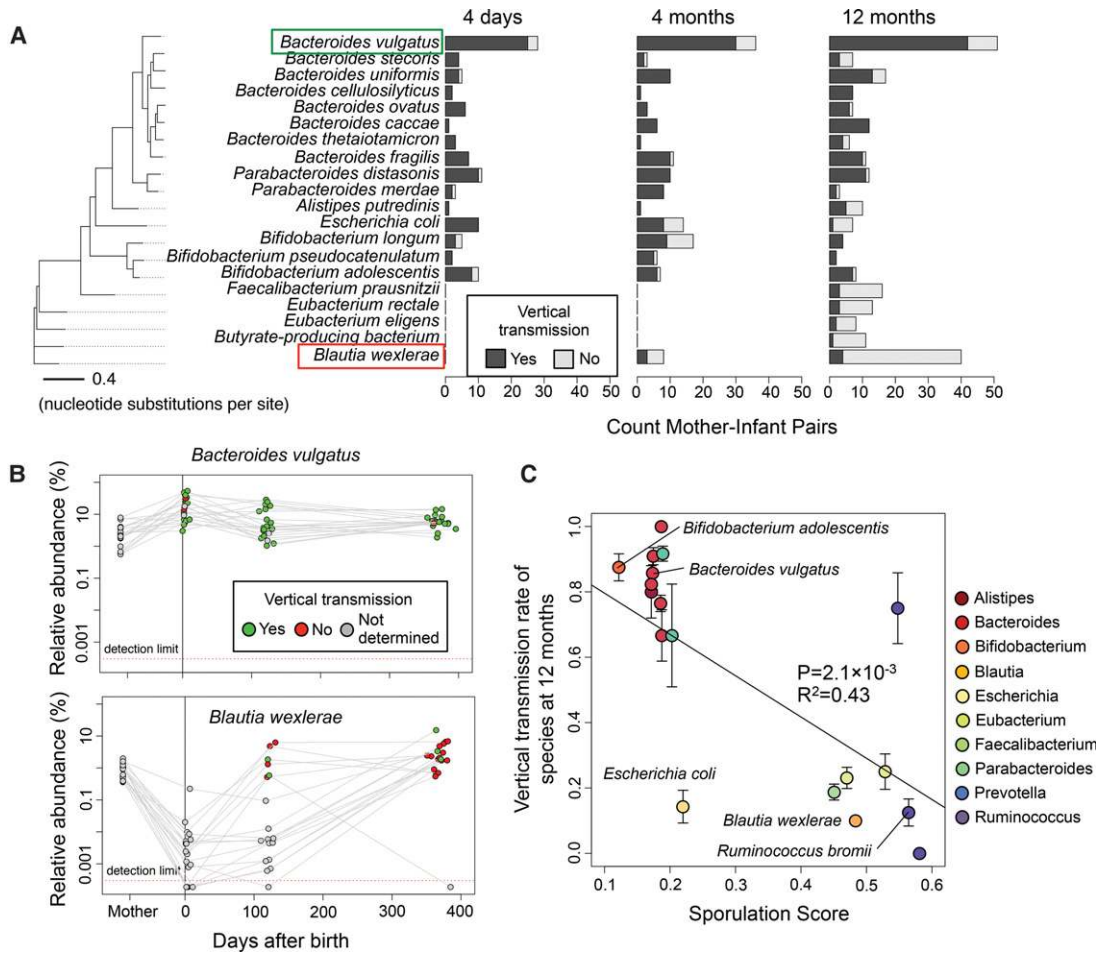 A
4 days
4 months
12 months
Bacteroides vulgatus
Bacteroides stecoris
Bacteroides uniformis
Bacteroides cellulosilyticus
Bacteroides ovatus
Bacteroides caccae
Bacteroides thetaiotamicron
Bacteroides fragilis
Parabacteroides distasonis
Parabacteroides merdae
Alistipes putredinis
Escherichia coli
Bifidobacterium longum
Bifidobacterium pseudocatenulatum
Bifidobacterium adolescentis
Faecalibacterium prausnitzii
Eubacterium rectale
Eubacterium eligens
Butyrate-producing bacterium
Blautia wexlerae
Vertical
transmission
Yes No
0.4
(nucleotide substitutions per site)
0 10 20 30 40 50
0 10 20 30 40 50
0 10 20 30 40 50
Count Mother-Infant Pairs
B
Bacteroides vulgatus
Relative abundance (%)
10
0.1
0.001
Vertical transmission
Yes No Not
determined
detection limit
Blautia wexlerae
Relative abundance (%)
10
0.1
0.001
detection limit
Mother 0 100 200 300 400
Days after birth
C
Vertical transmission rate of
species at 12 months
1.0
0.8
0.6
0.4
0.2
0.0
Bifidobacterium adolescentis
Bacteroides vulgatus
P=2.1×10-3
R2=0.43
Escherichia coli
Blautia wexlerae
Ruminococcus bromii
0.1 0.2 0.3 0.4 0.5 0.6
Sporulation Score
Alistipes
Bacteroides
Bifidobacterium
Blautia
Escherichia
Eubacterium
Faecalibacterium
Parabacteroides
Prevotella
Ruminococcus